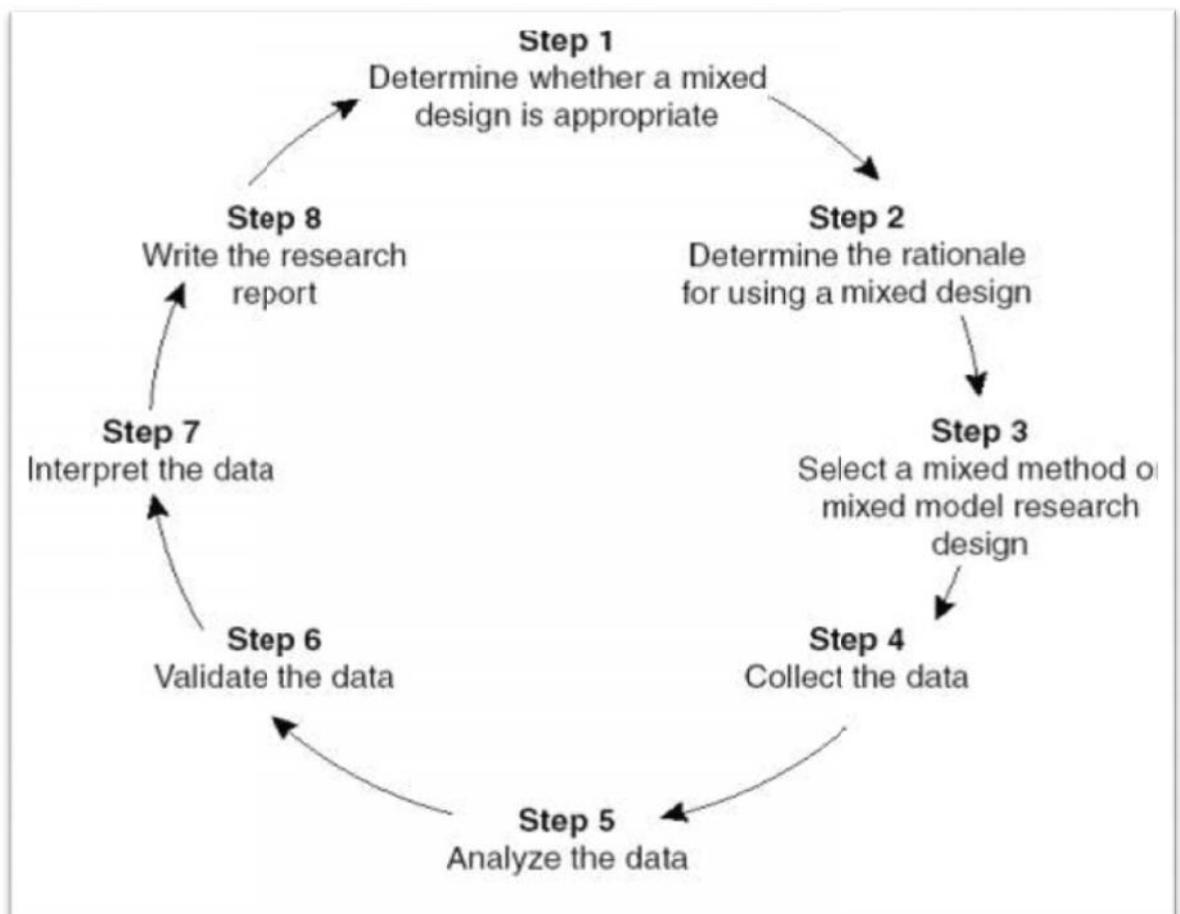 Step 1
Determine whether a mixed
design is appropriate
Step 2
Determine the rationale
for using a mixed design
Step 3
Select a mixed method
mixed model research
design
Step 4
Collect the data
Step 5
Analyze the data
Step 6
Validate the data
Step 7
Interpret the data
Step 8
Write the research
report